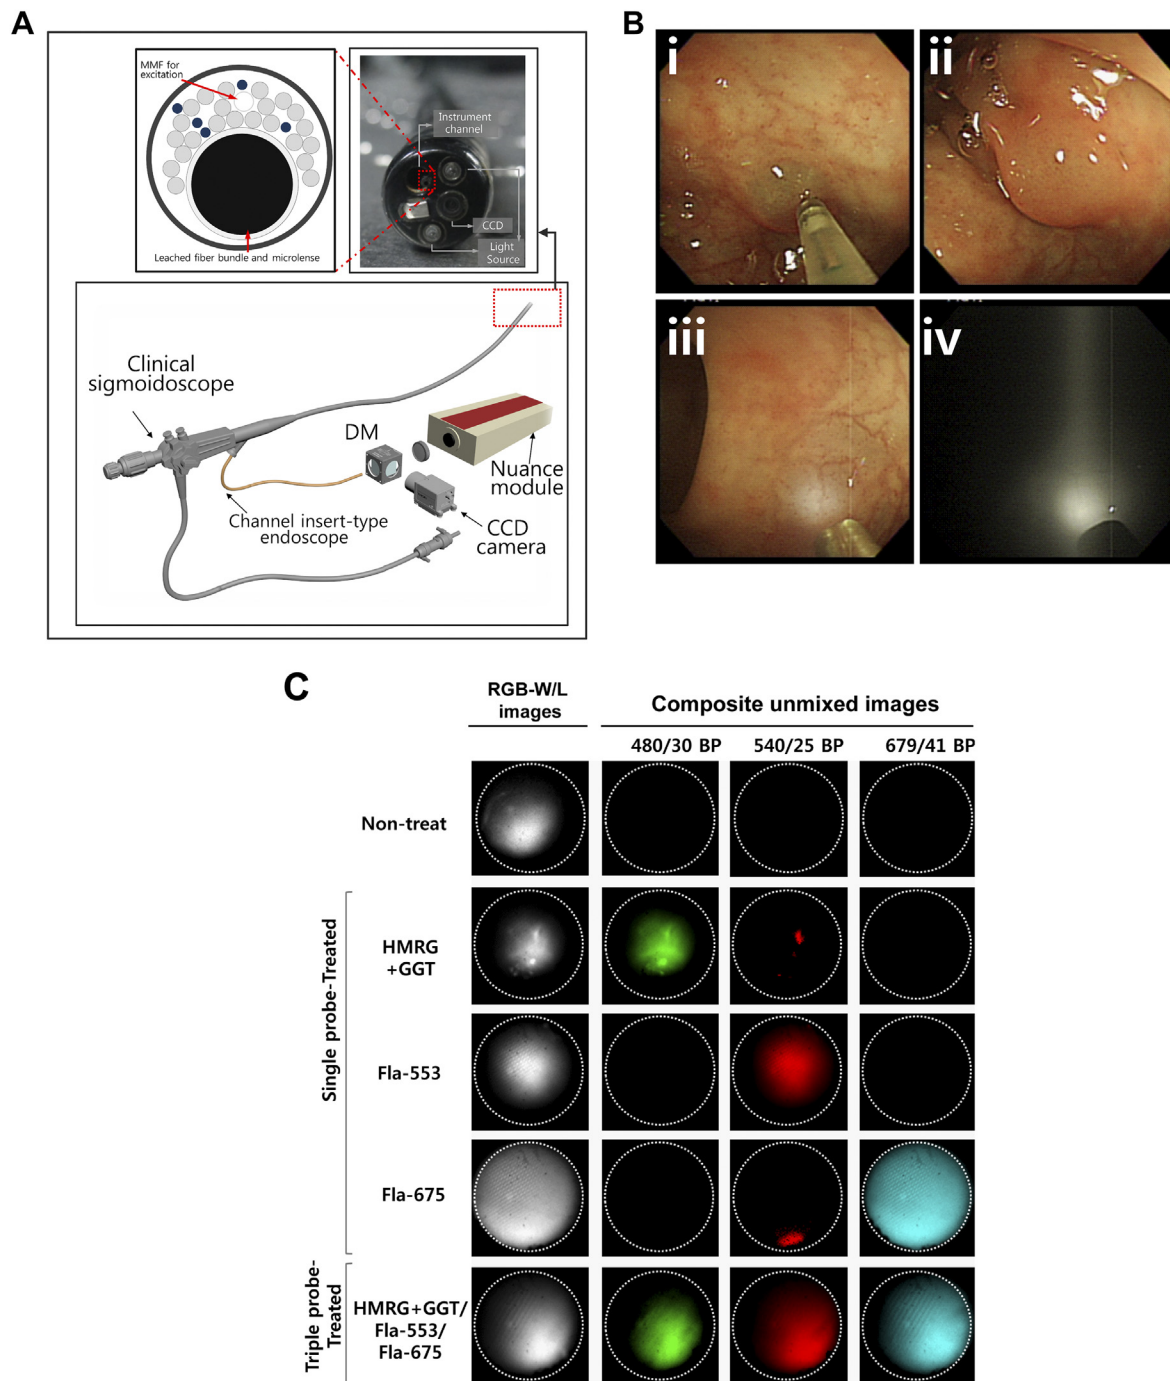 A
MMF for
excitation
Leached fiber bundle and microlense
Instrument
channel
CCD
Light
Source
Clinical
sigmoidoscope
DM
Nuance
module
Channel insert-type
endoscope
CCD
camera
B
i
ii
iii
iv
C
RGB-W/L
images
Composite unmixed images
480/30 BP
540/25 BP
679/41 BP
Non-treat
Single probe-Treated
HMRG
+GGT
Fla-553
Fla-675
Triple probe-
Treated
HMRG+GGT/
Fla-553/
Fla-675